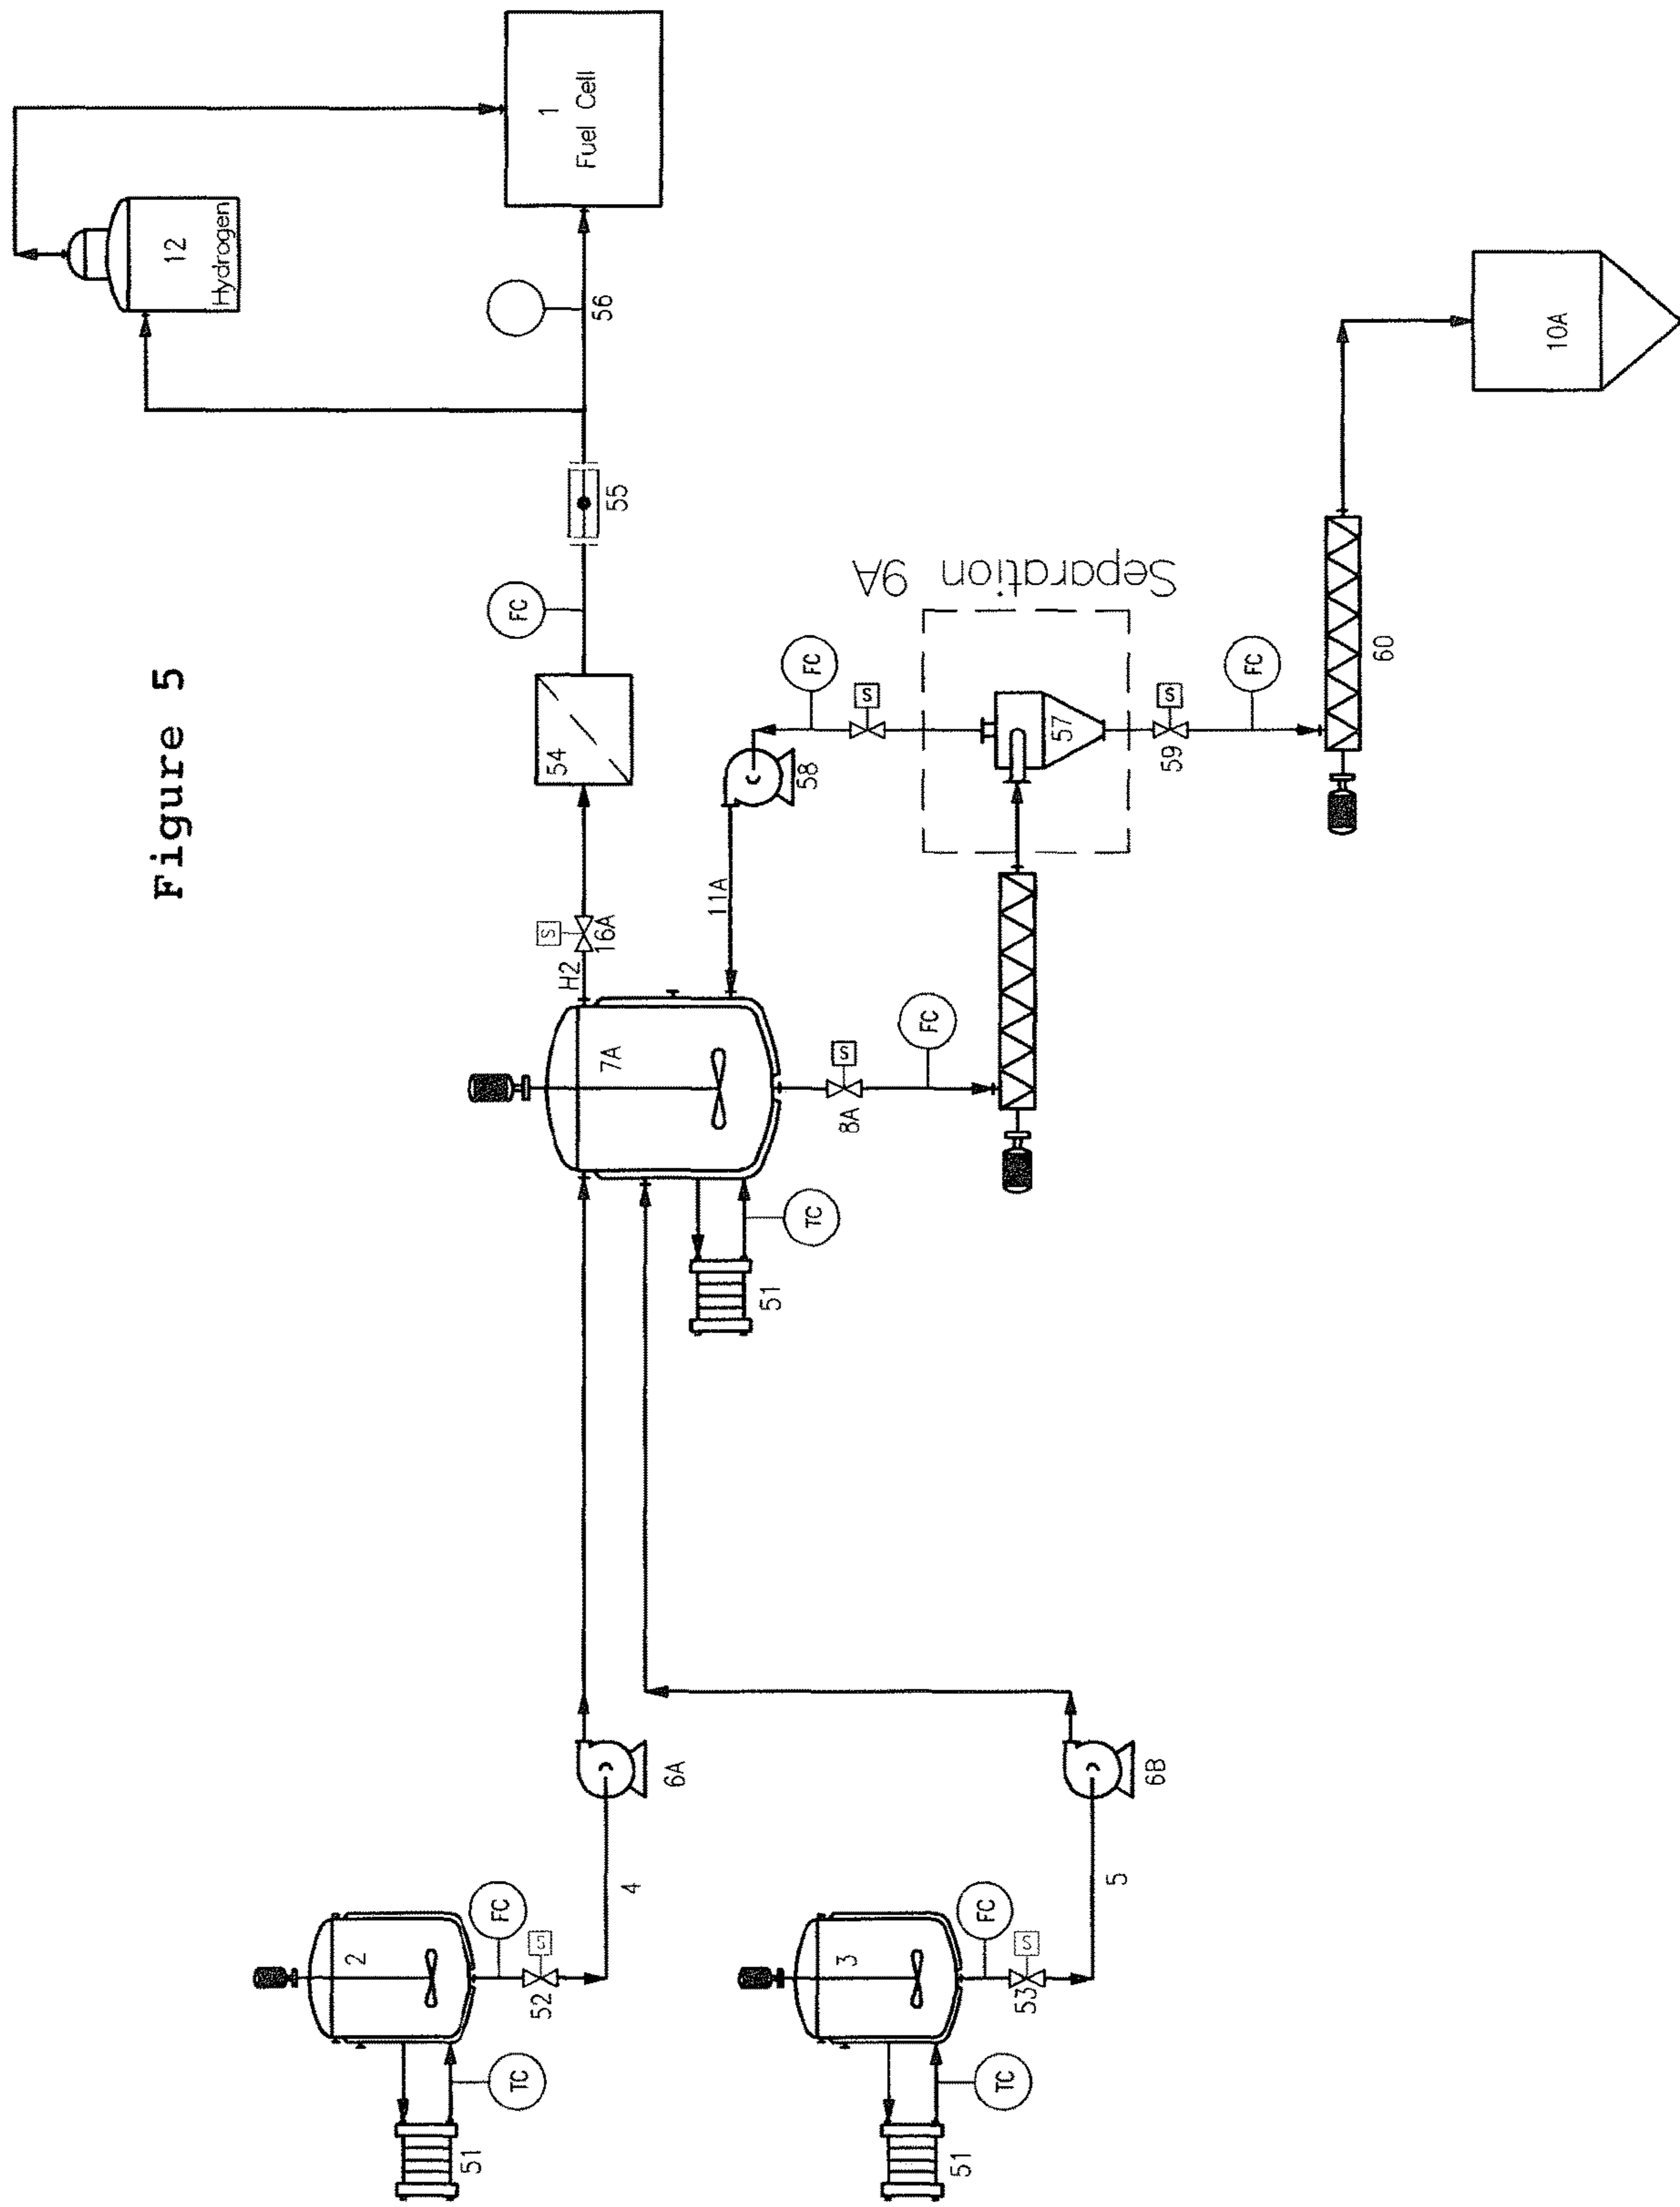 Figure 5
12
Hydrogen
1
Fuel Cell
56
55
FC
54
S
16A
H2
7A
TC
51
11A
58
FC
S
Separation 9A
57
S
59
FC
60
10A
S
8A
FC
6A
4
2
FC
S
52
TC
51
6B
5
3
FC
S
53
TC
51